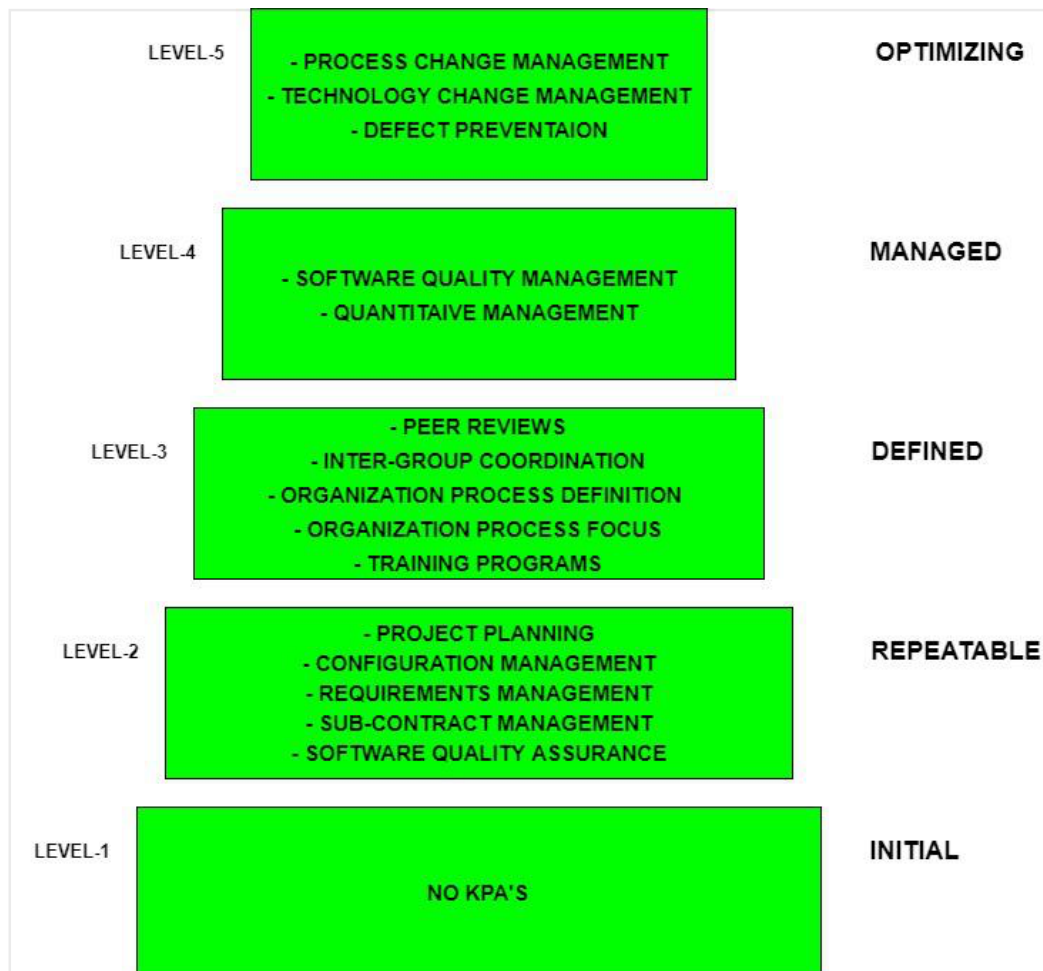 LEVEL-5
OPTIMIZING
- PROCESS CHANGE MANAGEMENT
- TECHNOLOGY CHANGE MANAGEMENT
- DEFECT PREVENTAION
LEVEL-4
MANAGED
- SOFTWARE QUALITY MANAGEMENT
- QUANTITAIVE MANAGEMENT
LEVEL-3
DEFINED
- PEER REVIEWS
- INTER-GROUP COORDINATION
- ORGANIZATION PROCESS DEFINITION
- ORGANIZATION PROCESS FOCUS
- TRAINING PROGRAMS
LEVEL-2
REPEATABLE
- PROJECT PLANNING
- CONFIGURATION MANAGEMENT
- REQUIREMENTS MANAGEMENT
- SUB-CONTRACT MANAGEMENT
- SOFTWARE QUALITY ASSURANCE
LEVEL-1
INITIAL
NO KPA'S